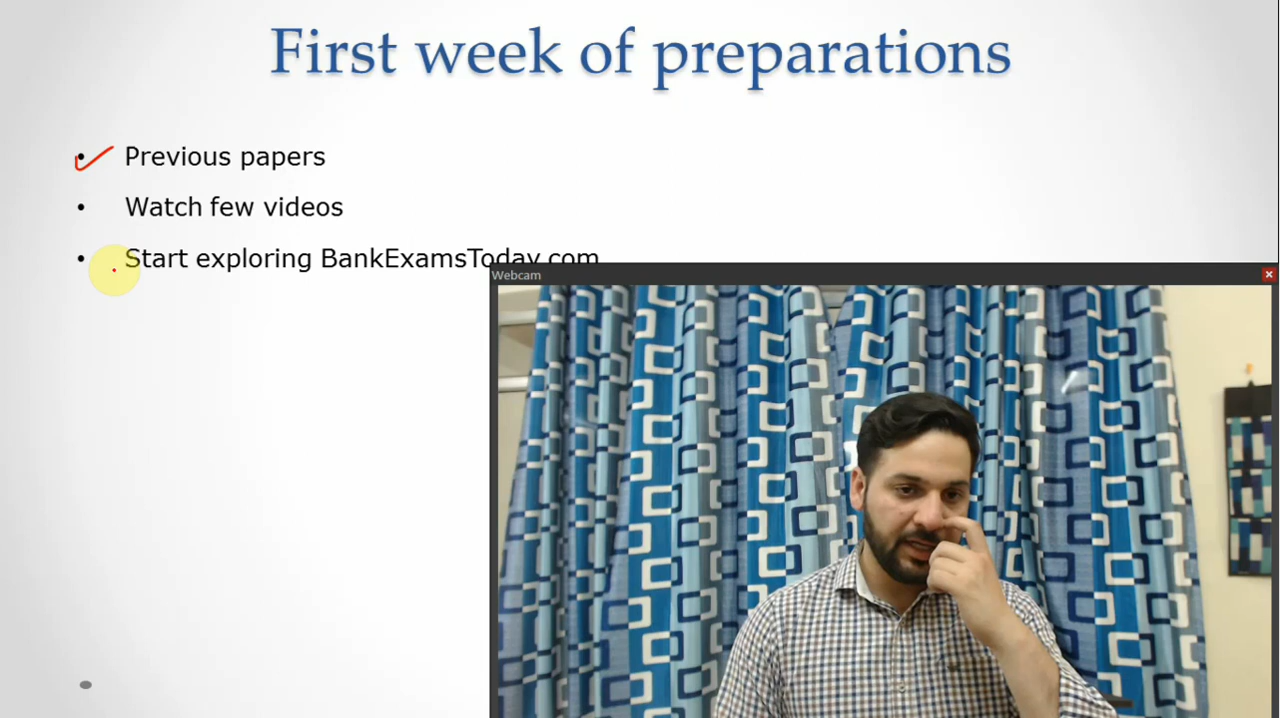 First week of preparations
• Previous papers
• Watch few videos
• Start exploring BankExamsToday.com
Webcam